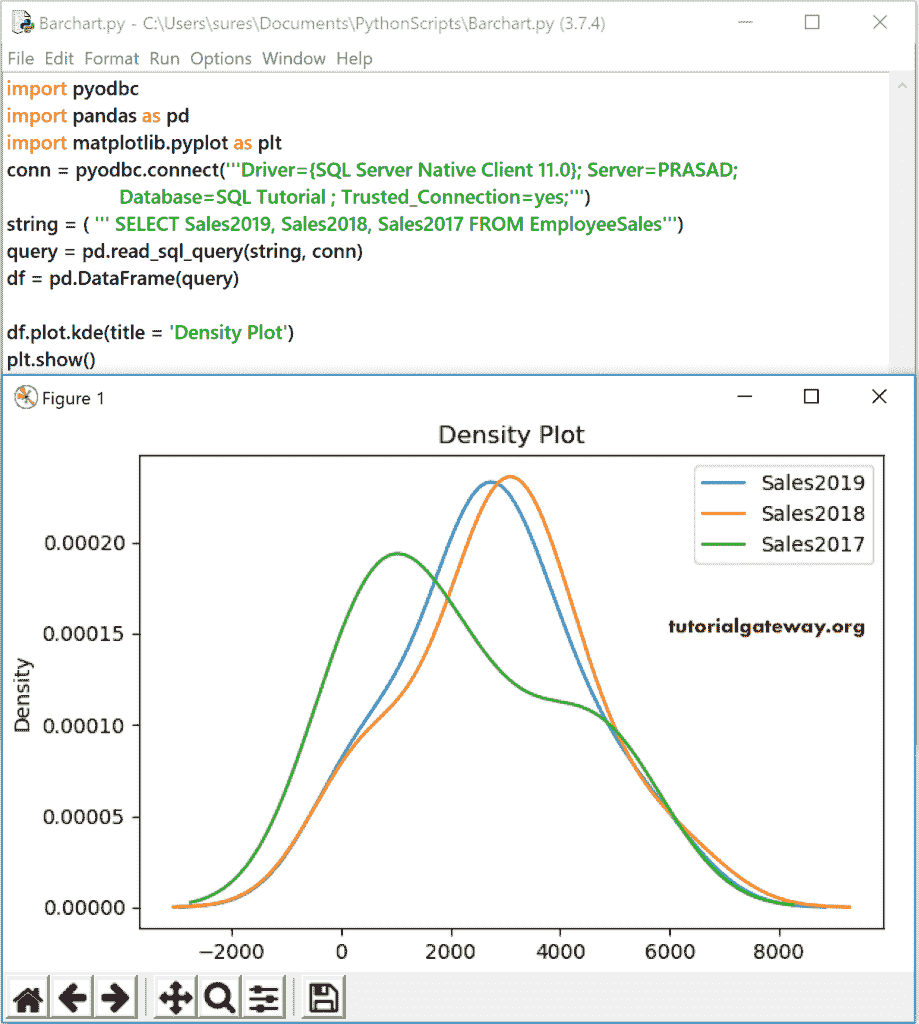 Barchart.py - C:\Users\sures\Documents\PythonScripts\Barchart.py (3.7.4)
File Edit Format Run Options Window Help
import pyodbc
import pandas as pd
import matplotlib.pyplot as plt
conn = pyodbc.connect('''Driver={SQL Server Native Client 11.0}; Server=PRASAD;
Database=SQL Tutorial ; Trusted_Connection=yes;''')
string = ( ''' SELECT Sales2019, Sales2018, Sales2017 FROM EmployeeSales''')
query = pd.read_sql_query(string, conn)
df = pd.DataFrame(query)
df.plot.kde(title = 'Density Plot')
plt.show()
Figure 1
Density Plot
Sales2019
Sales2018
Sales2017
tutorialgateway.org
Density
0.00020
0.00015
0.00010
0.00005
0.00000
−2000 0 2000 4000 6000 8000